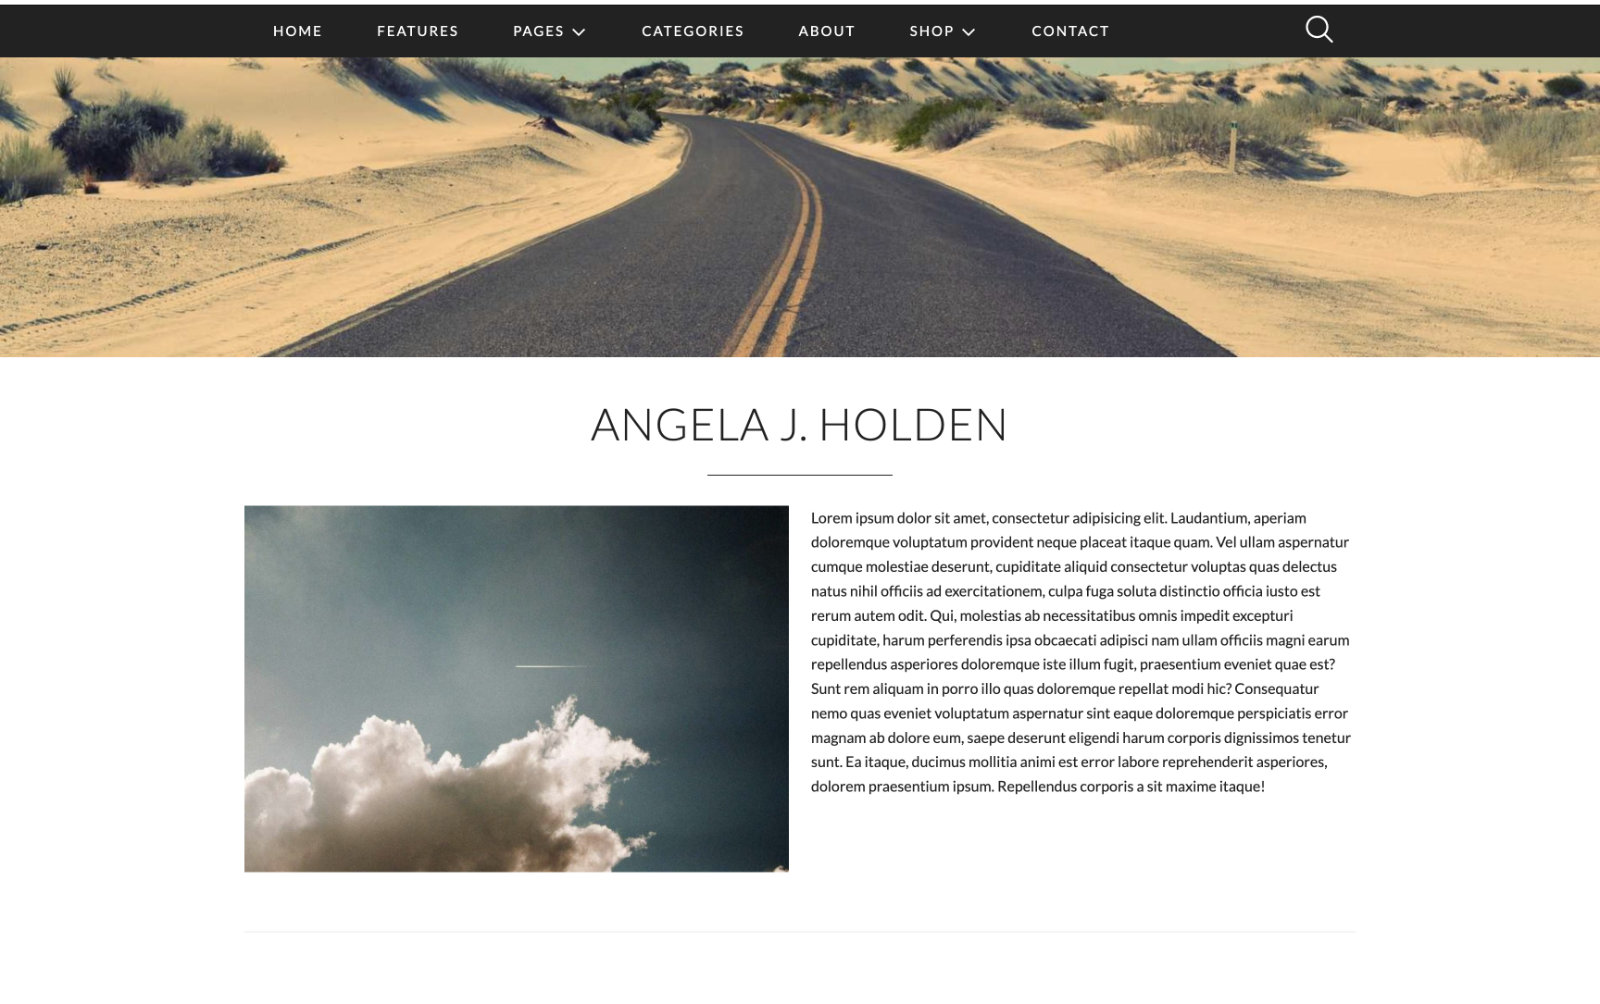 HOME FEATURES PAGES CATEGORIES ABOUT SHOP CONTACT
ANGELA J. HOLDEN
Lorem ipsum dolor sit amet, consectetur adipisicing elit. Laudantium, aperiam
doloremque voluptatum provident neque placeat itaque quam. Vel ullam aspernatur
cumque molestiae deserunt, cupiditate aliquid consectetur voluptas quas delectus
natus nihil officiis ad exercitationem, culpa fuga soluta distinctio officia iusto est
rerum autem odit. Qui, molestias ab necessitatibus omnis impedit excepturi
cupiditate, harum perferendis ipsa obcaecati adipisci nam ullam officiis magni earum
repellendus asperiores doloremque iste illum fugit, praesentium eveniet quae est?
Sunt rem aliquam in porro illo quas doloremque repellat modi hic? Consequatur
nemo quas eveniet voluptatum aspernatur sint eaque doloremque perspiciatis error
magnam ab dolore eum, saepe deserunt eligendi harum corporis dignissimos tenetur
sunt. Ea itaque, ducimus mollitia animi est error labore reprehenderit asperiores,
dolorem praesentium ipsum. Repellendus corporis a sit maxime itaque!